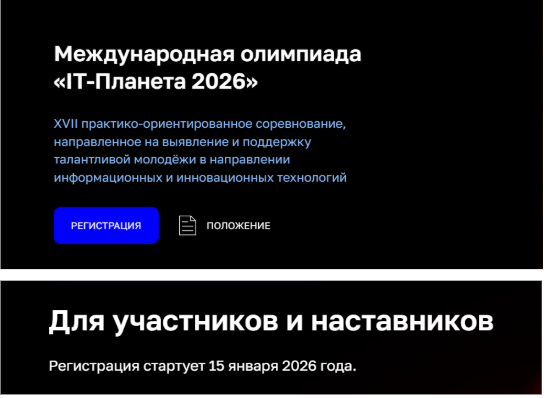 Международная олимпиада
«IT-Планета 2026»
XVII практико-ориентированное соревнование,
направленное на выявление и поддержку
талантливой молодёжи в направлении
информационных и инновационных технологий
РЕГИСТРАЦИЯ
ПОЛОЖЕНИЕ
Для участников и наставников
Регистрация стартует 15 января 2026 года.